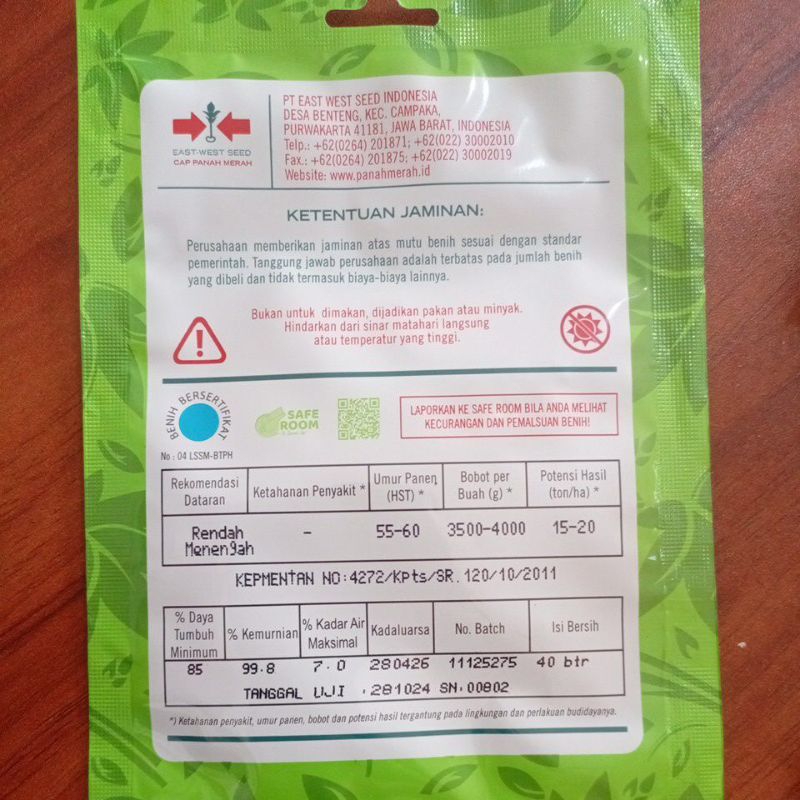 EAST-WEST SEED
CAP PANAH MERAH
PT EAST WEST SEED INDONESIA
DESA BENTENG, KEC. CAMPAKA,
PURWAKARTA 41181, JAWA BARAT, INDONESIA
Telp.: +62(0264) 201871; +62(022) 30002010
Fax.: +62(0264) 201875; +62(022) 30002019
Website: www.panahmerah.id
KETENTUAN JAMINAN:
Perusahaan memberikan jaminan atas mutu benih sesuai dengan standar
pemerintah. Tanggung jawab perusahaan adalah terbatas pada jumlah benih
yang dibeli dan tidak termasuk biaya-biaya lainnya.
Bukan untuk dimakan, dijadikan pakan atau minyak.
Hindarkan dari sinar matahari langsung
atau temperatur yang tinggi.
BENIH BERSERTIFIKAT
No : 04 LSSM-BTPH
SAFE
ROOM
LAPORKAN KE SAFE ROOM BILA ANDA MELIHAT
KECURANGAN DAN PEMALSUAN BENIH!
Rekomendasi Dataran Ketahanan Penyakit * Umur Panen (HST) * Bobot per Buah (g) * Potensi Hasil (ton/ha) *
Rendah Menengah - 55-60 3500-4000 15-20
KEPMENTAN NO:4272/Kpts/SR.120/10/2011
% Daya Tumbuh Minimum % Kemurnian % Kadar Air Maksimal Kadaluarsa No. Batch Isi Bersih
85 99.8 7.0 280426 11125275 40 btr
TANGGAL UJI :281024 SN.00802
*) Ketahanan penyakit, umur panen, bobot dan potensi hasil tergantung pada lingkungan dan perlakuan budidayanya.